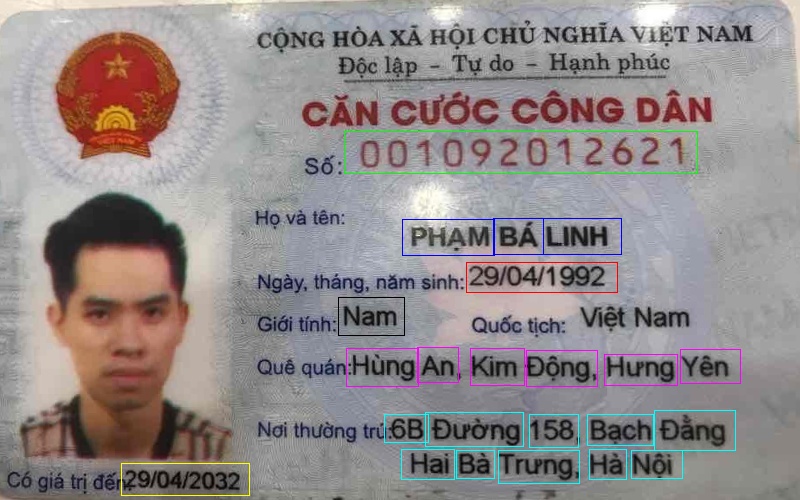 CỘNG HÒA XÃ HỘI CHỦ NGHĨA VIỆT NAM
Độc lập - Tự do - Hạnh phúc
CĂN CƯỚC CÔNG DÂN
Số: 001092012621
Họ và tên:
PHẠM BÁ LINH
Ngày, tháng, năm sinh: 29/04/1992
Giới tính: Nam Quốc tịch: Việt Nam
Quê quán: Hùng An, Kim Động, Hưng Yên
Nơi thường trú: 6B Đường 158, Bạch Đằng
Hai Bà Trưng, Hà Nội
Có giá trị đến: 29/04/2032
VIỆT NAM